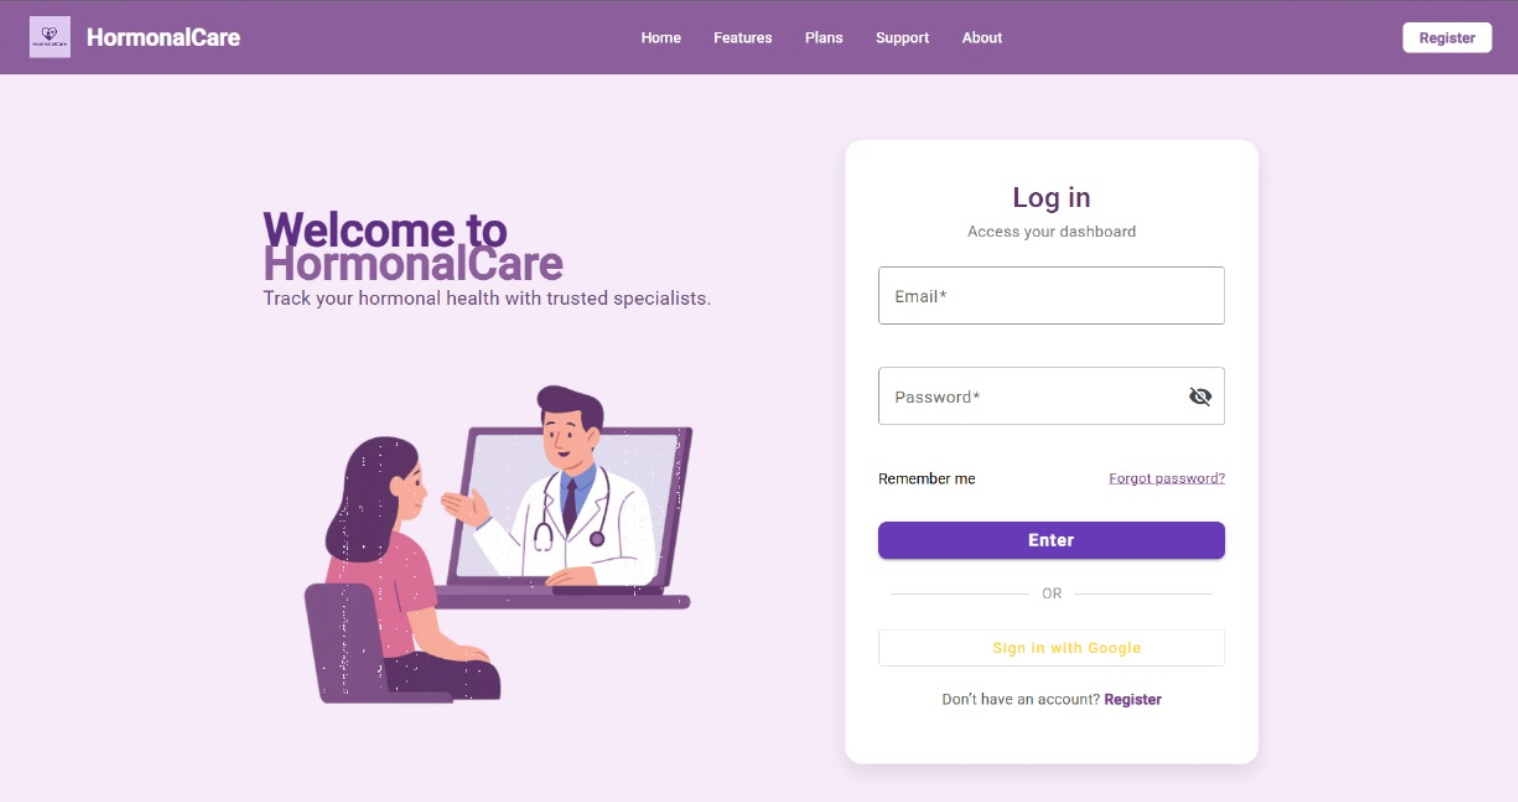 HormonalCare
Home Features Plans Support About
Register
Welcome to
HormonalCare
Track your hormonal health with trusted specialists.
Log in
Access your dashboard
Email*
Password*
Remember me Forgot password?
Enter
OR
Sign in with Google
Don't have an account? Register